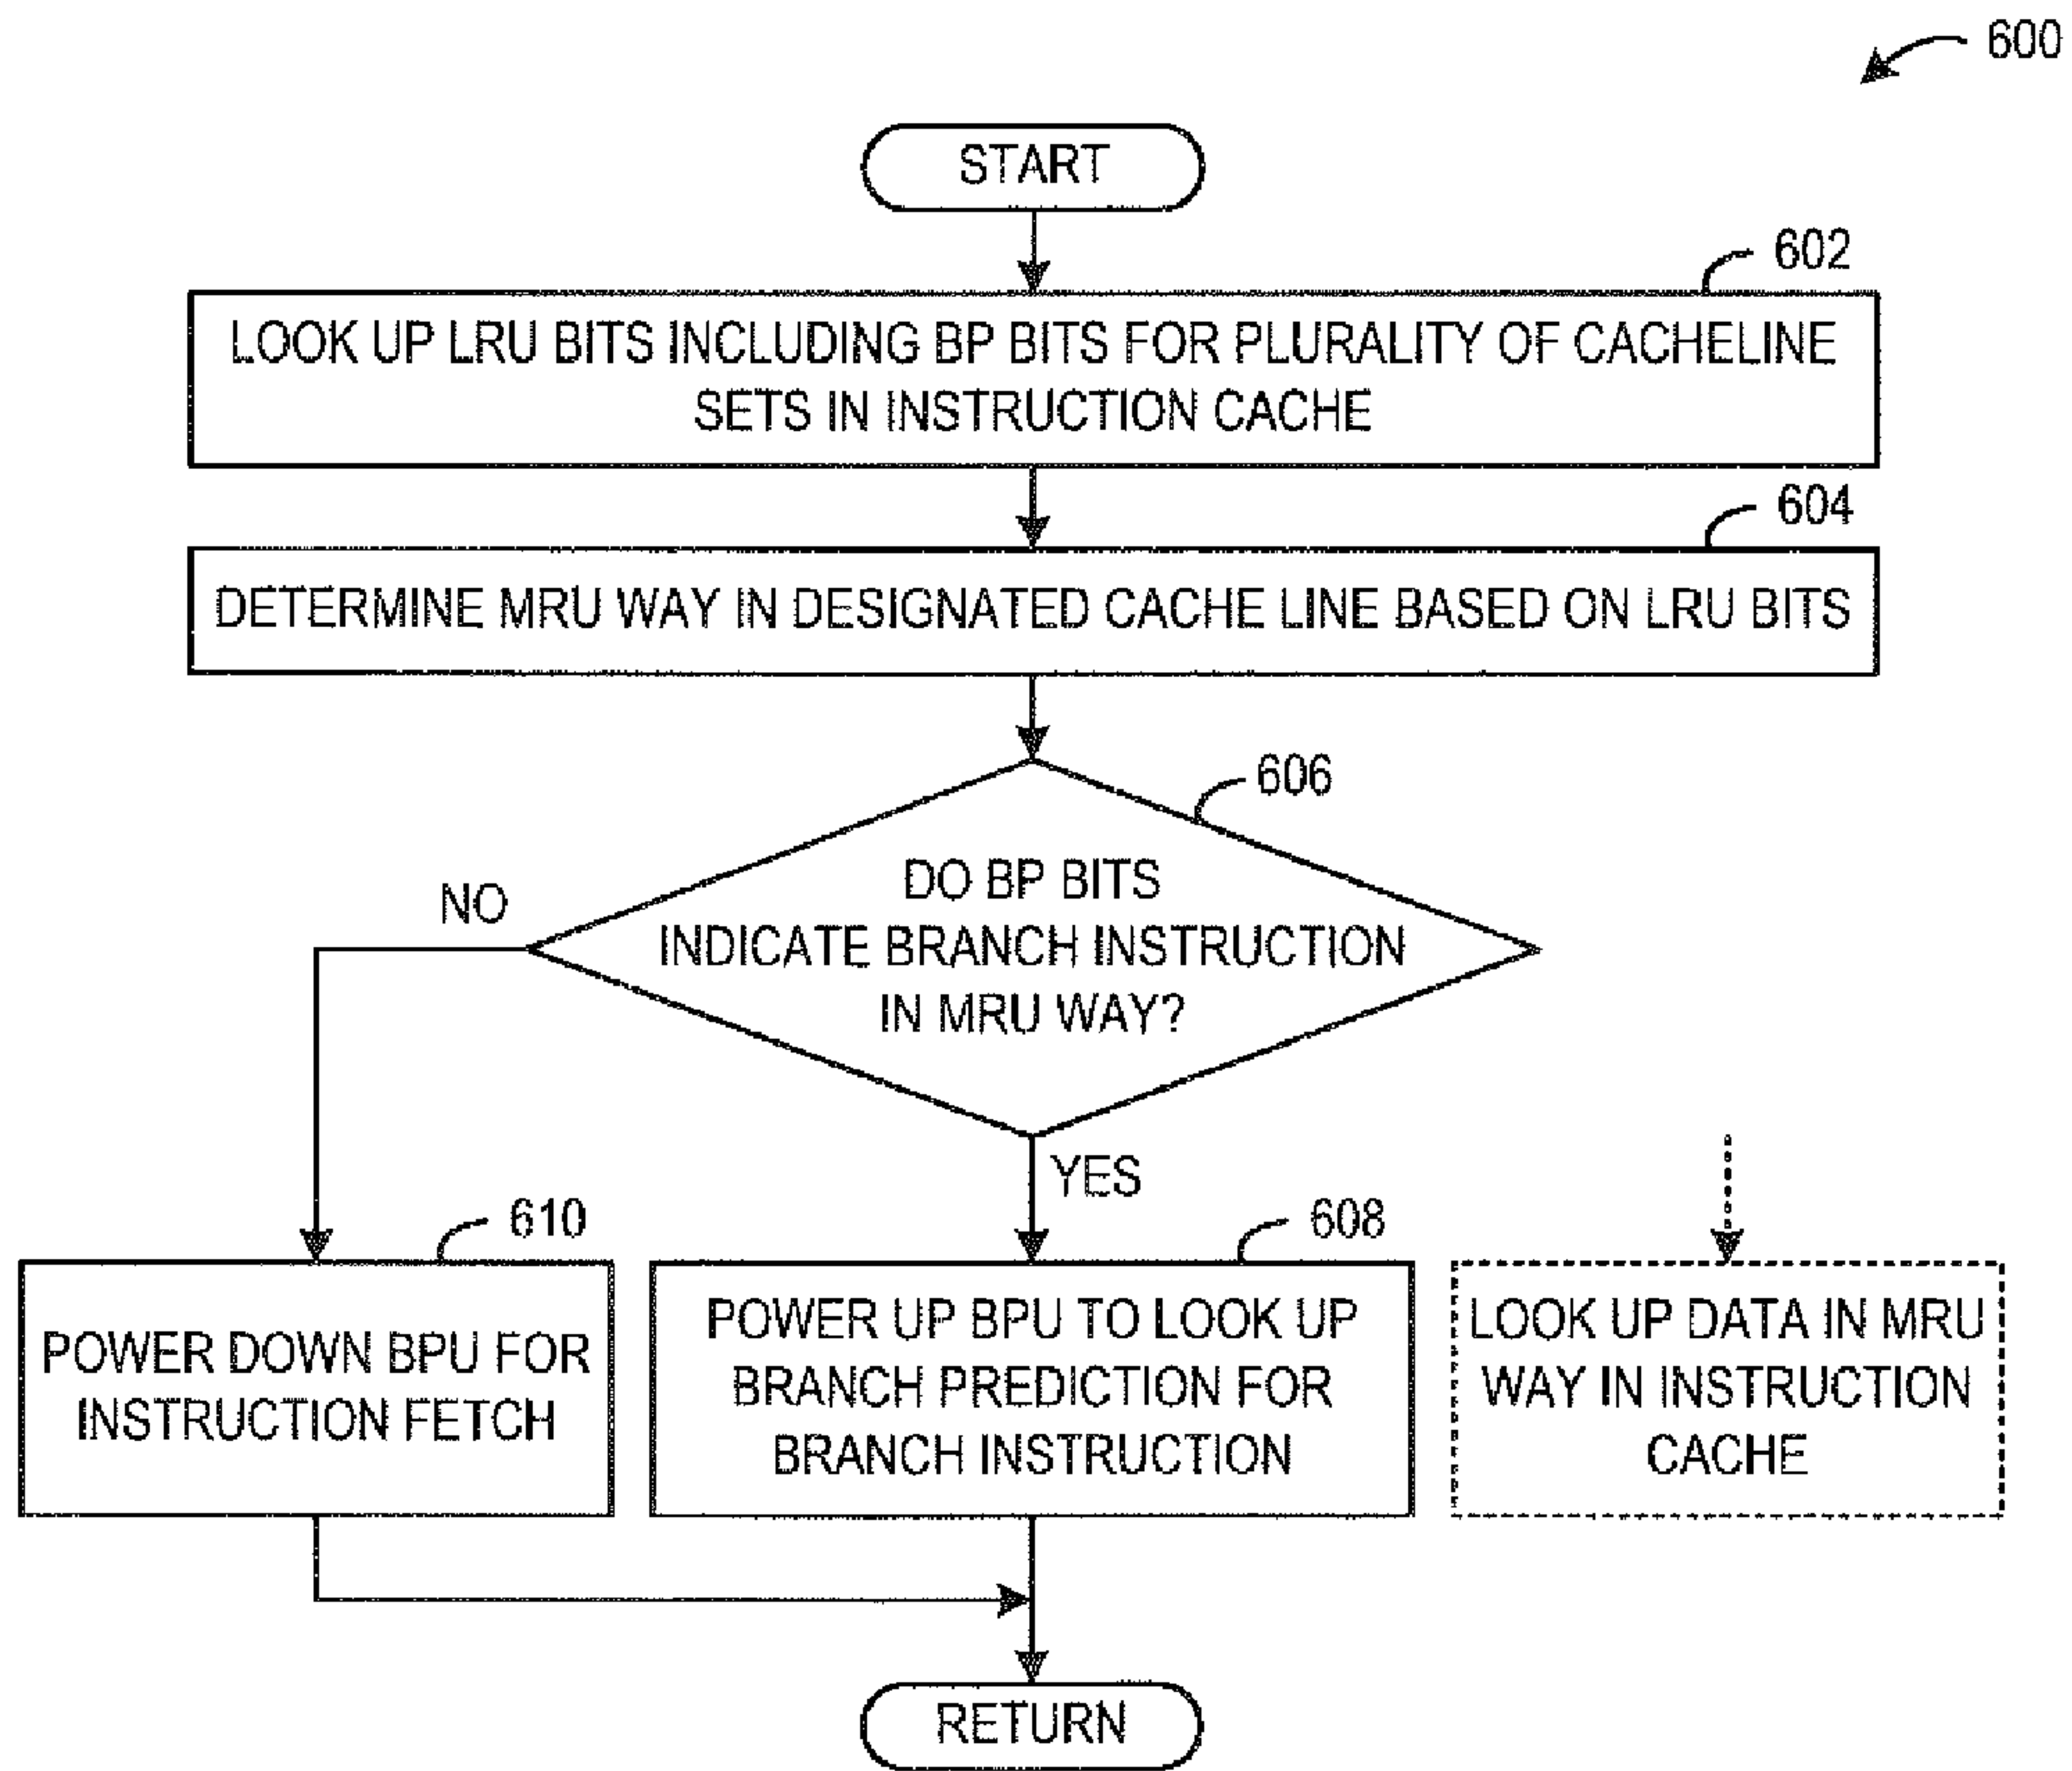 600
START
602
LOOK UP LRU BITS INCLUDING BP BITS FOR PLURALITY OF CACHELINE
SETS IN INSTRUCTION CACHE
604
DETERMINE MRU WAY IN DESIGNATED CACHE LINE BASED ON LRU BITS
606
DO BP BITS
INDICATE BRANCH INSTRUCTION
IN MRU WAY?
NO
YES
610
POWER DOWN BPU FOR
INSTRUCTION FETCH
608
POWER UP BPU TO LOOK UP
BRANCH PREDICTION FOR
BRANCH INSTRUCTION
LOOK UP DATA IN MRU
WAY IN INSTRUCTION
CACHE
RETURN